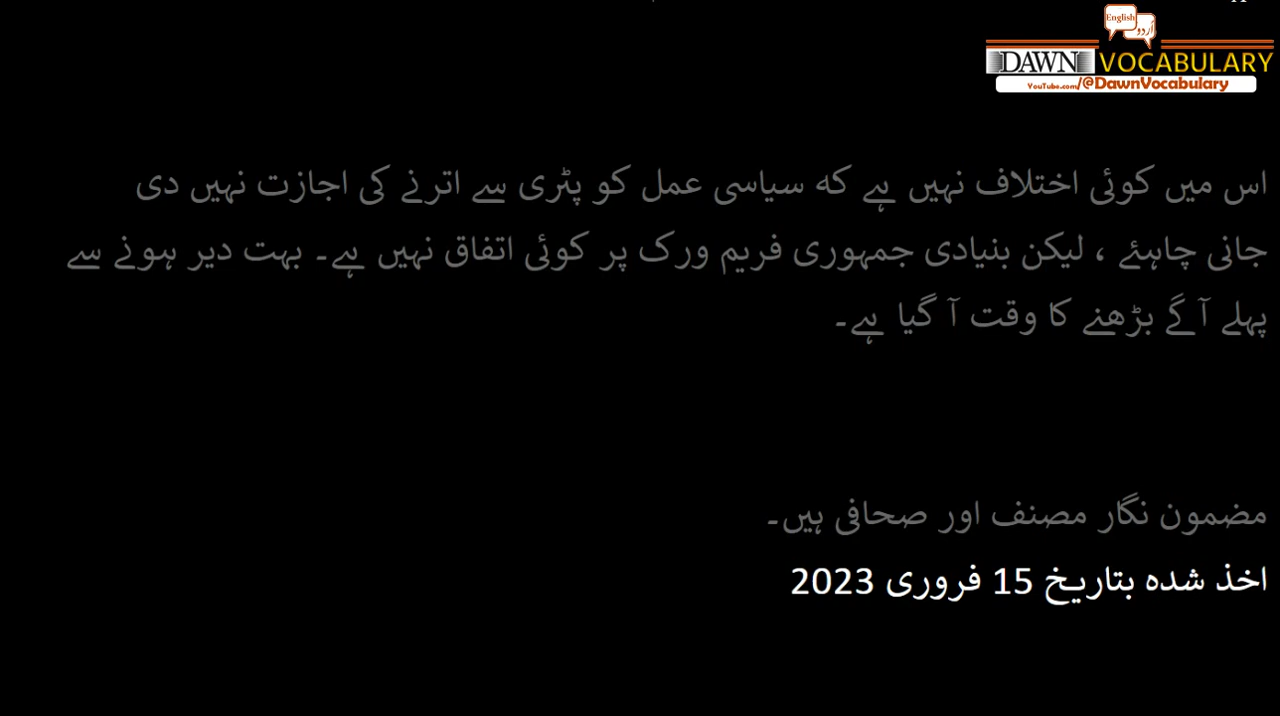 English
اُردو
DAWN VOCABULARY
YouTube.com/@DawnVocabulary
اس میں کوئی اختلاف نہیں ہے کہ سیاسی عمل کو پٹری سے اترنے کی اجازت نہیں دی
جانی چاہئے ، لیکن بنیادی جمہوری فریم ورک پر کوئی اتفاق نہیں ہے۔ بہت دیر ہونے سے
پہلے آگے بڑھنے کا وقت آ گیا ہے۔
مضمون نگار مصنف اور صحافی ہیں۔
اخذ شدہ بتاریخ 15 فروری 2023